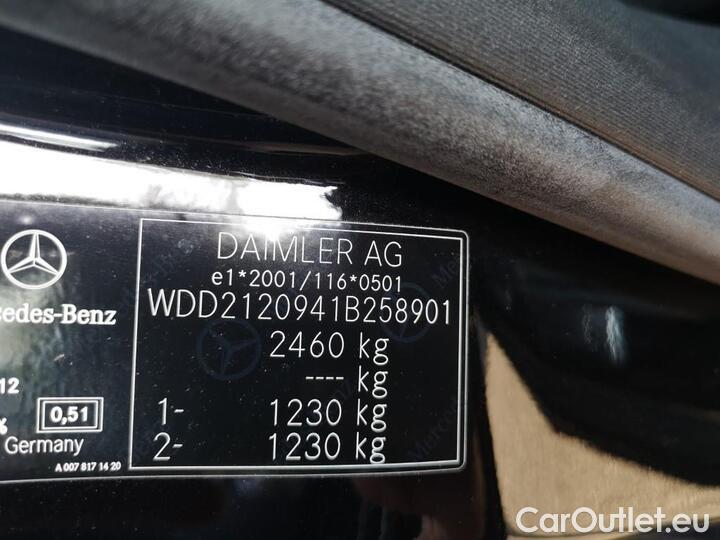 DAIMLER AG
e1*2001/116*0501
WDD2120941B258901
2460 kg
---- kg
1- 1230 kg
2- 1230 kg
edes-Benz
12
%
0,51
Germany
A 007 817 14 20
CarOutlet.eu